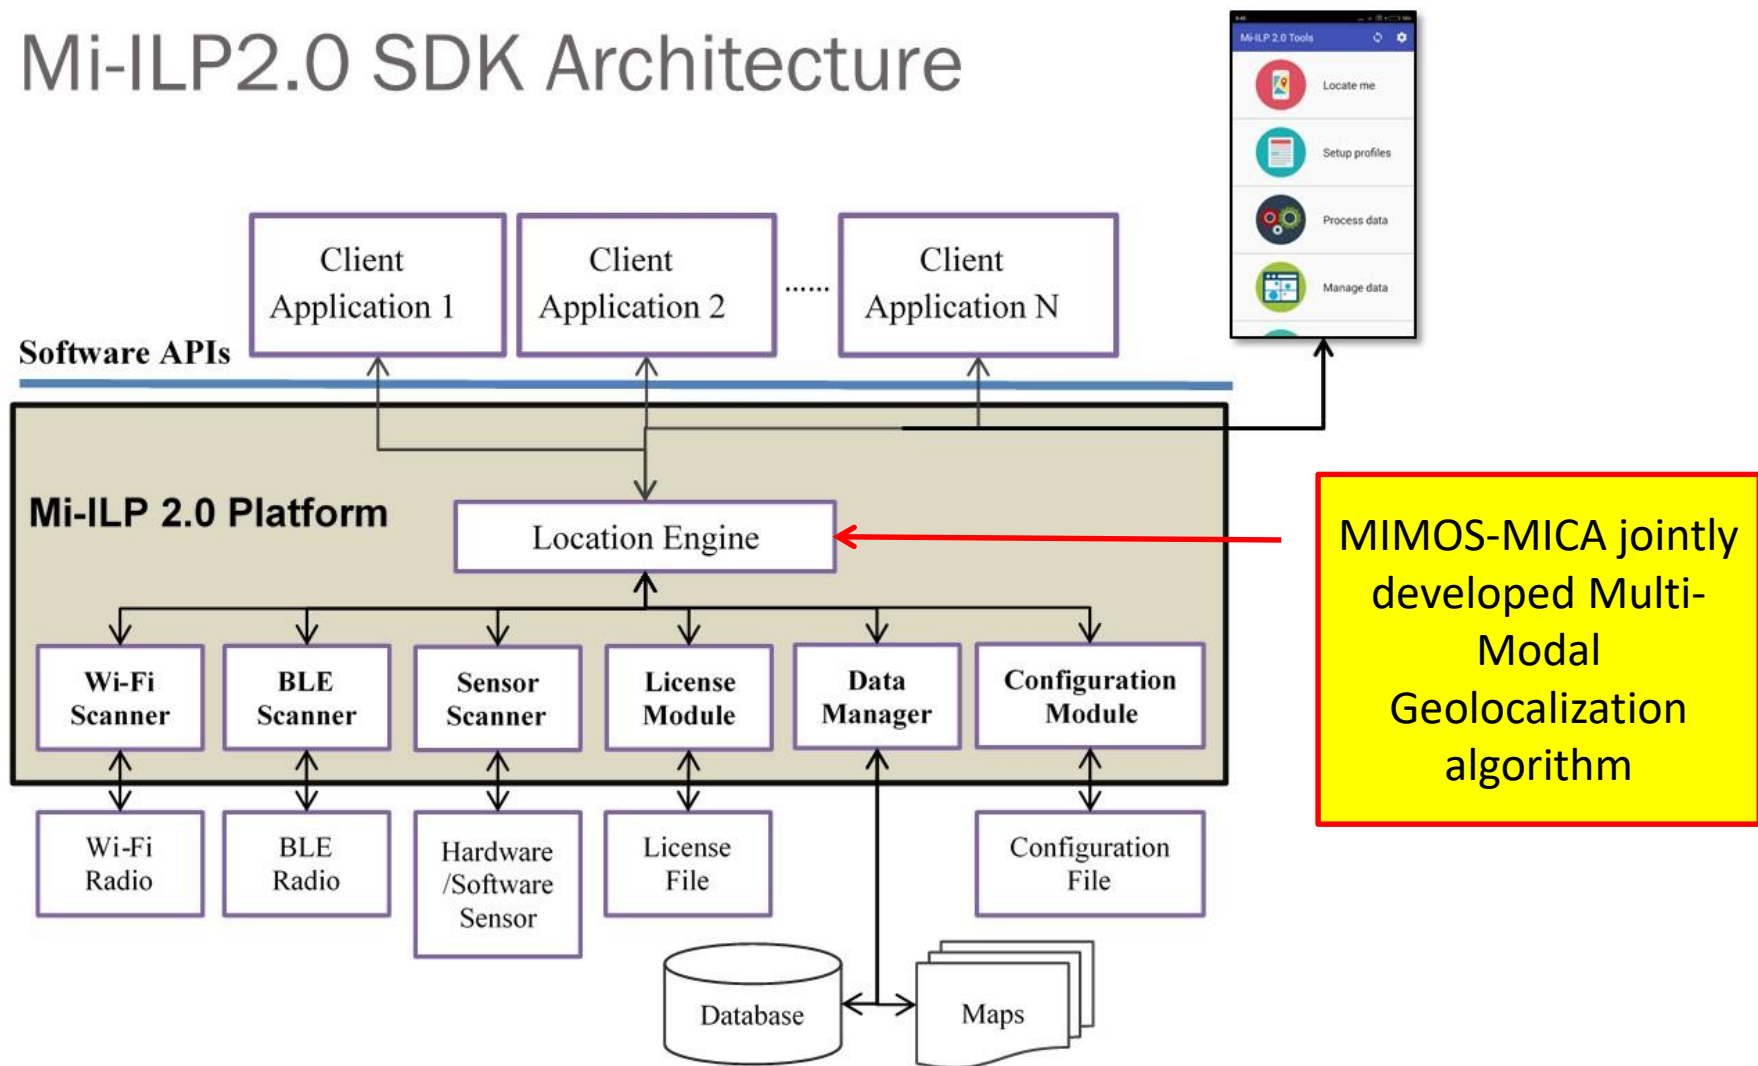 Mi-ILP2.0 SDK Architecture
Mi-ILP 2.0 Tools
Locate me
Setup profiles
Process data
Manage data
Client
Application 1
Client
Application 2
......
Client
Application N
Software APIs
Mi-ILP 2.0 Platform
Location Engine
MIMOS-MICA jointly
developed Multi-
Modal
Geolocalization
algorithm
Wi-Fi
Scanner
BLE
Scanner
Sensor
Scanner
License
Module
Data
Manager
Configuration
Module
Wi-Fi
Radio
BLE
Radio
Hardware
/Software
Sensor
License
File
Configuration
File
Database
Maps